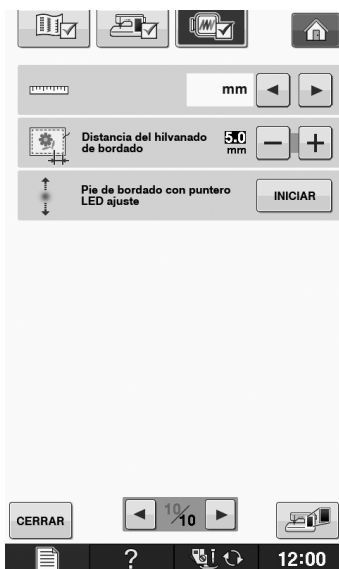 mm
Distancia del hilvanado
de bordado
5.0
mm
Pie de bordado con puntero
LED ajuste
INICIAR
CERRAR
10/10
?
12:00